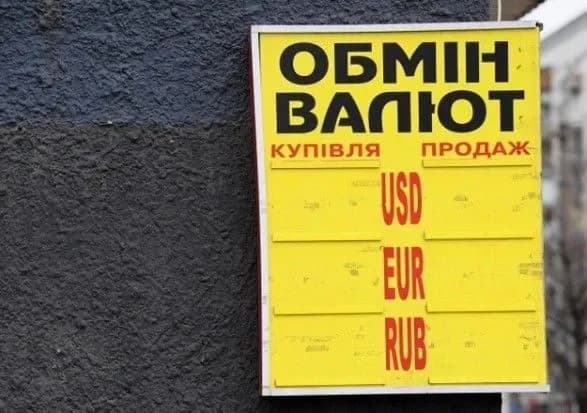 ОБМІН
ВАЛЮТ
КУПІВЛЯ ПРОДАЖ
USD
EUR
RUB